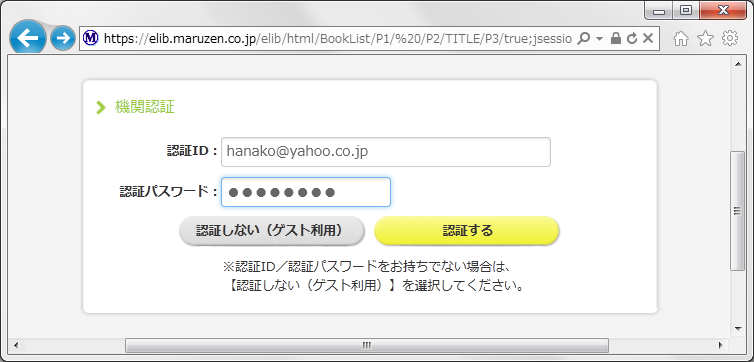 https://elib.maruzen.co.jp/elib/html/BookList/P1/%20/P2/TITLE/P3/true;jsessio
機関認証
認証ID：hanako@yahoo.co.jp
認証パスワード：●●●●●●●●
認証しない（ゲスト利用） 認証する
※認証ID／認証パスワードをお持ちでない場合は、
【認証しない（ゲスト利用）】を選択してください。